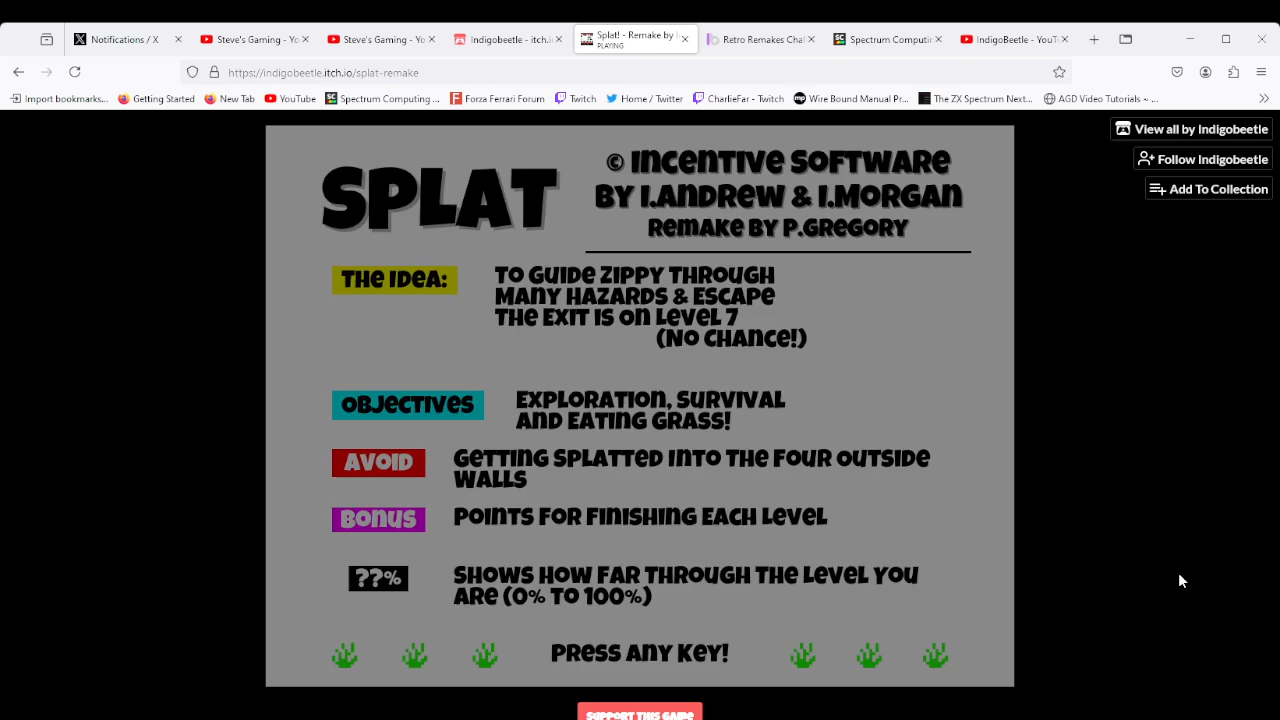 Notifications / X
Steve's Gaming - Yo
Steve's Gaming - Yo
Indigobeetle - itch.i
Splat! - Remake by
PLAYING
Retro Remakes Chal
Spectrum Computin
IndigoBeetle - YouT
https://indigobeetle.itch.io/splat-remake
Import bookmarks...
Getting Started
New Tab
YouTube
Spectrum Computing ...
Forza Ferrari Forum
Twitch
Home / Twitter
CharlieFar - Twitch
Wire Bound Manual Pr...
The ZX Spectrum Next...
AGD Video Tutorials ~ ...
View all by Indigobeetle
Follow Indigobeetle
Add To Collection
SPLAT
© Incentive Software
By I.Andrew & I.Morgan
Remake by P.Gregory
The Idea:
To guide Zippy through
many hazards & escape
The exit is on level 7
(No Chance!)
Objectives
Exploration, survival
and eating grass!
Avoid
Getting splatted into the four outside
walls
Bonus
Points for finishing each level
??%
Shows how far through the level you
are (0% to 100%)
Press any key!
Support This Game